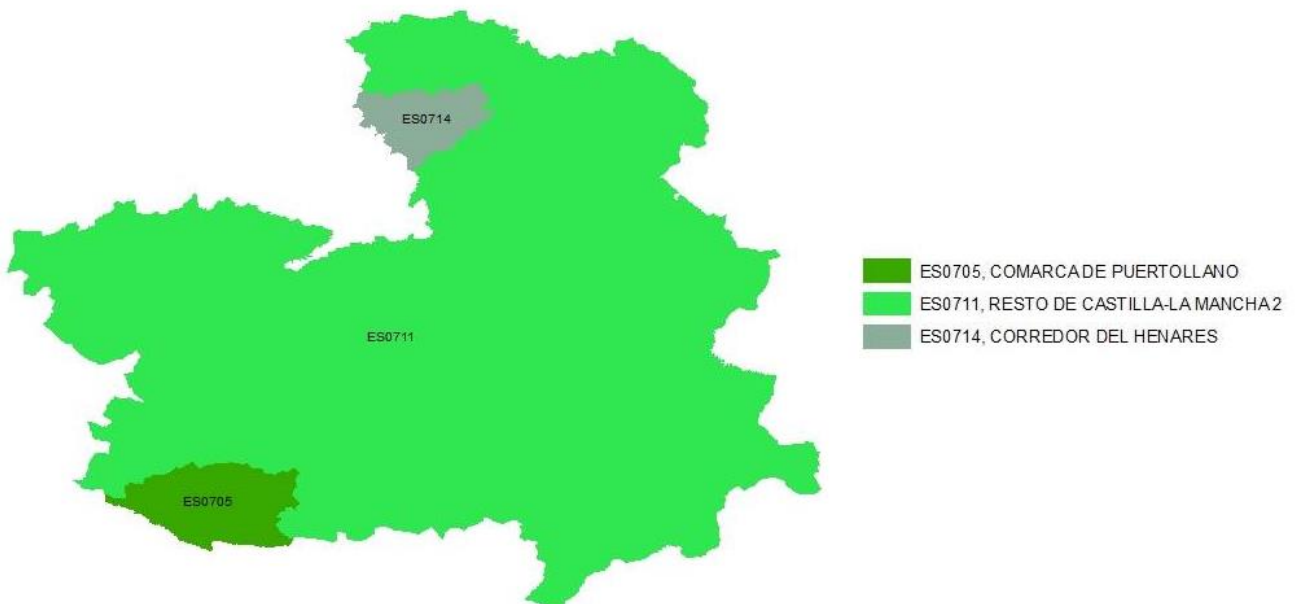 ES0714
ES0705, COMARCA DE PUERTOLLANO
ES0711, RESTO DE CASTILLA-LA MANCHA 2
ES0714, CORREDOR DEL HENARES
ES0711
ES0705